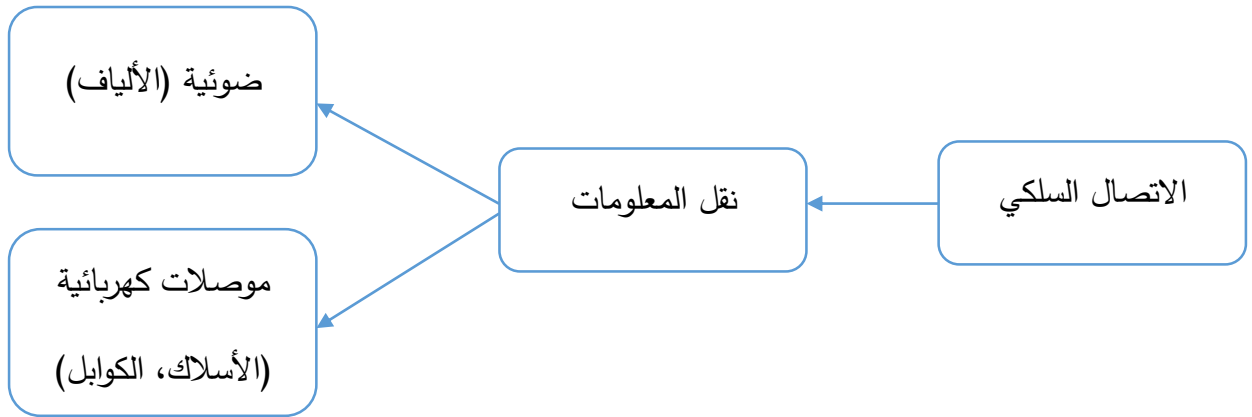 الاتصال السلكي
نقل المعلومات
ضوئية (الألياف)
موصلات كهربائية
(الأسلاك، الكوابل)